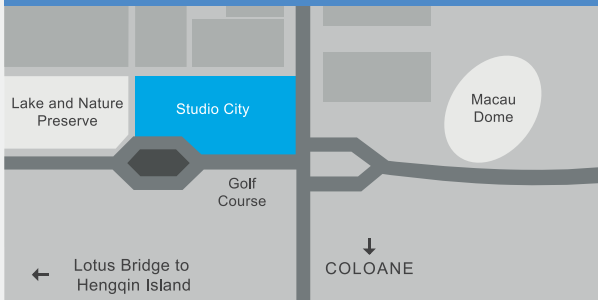 Lake and Nature
Preserve
Studio City
Macau
Dome
Golf
Course
Lotus Bridge to
Hengqin Island
COLOANE